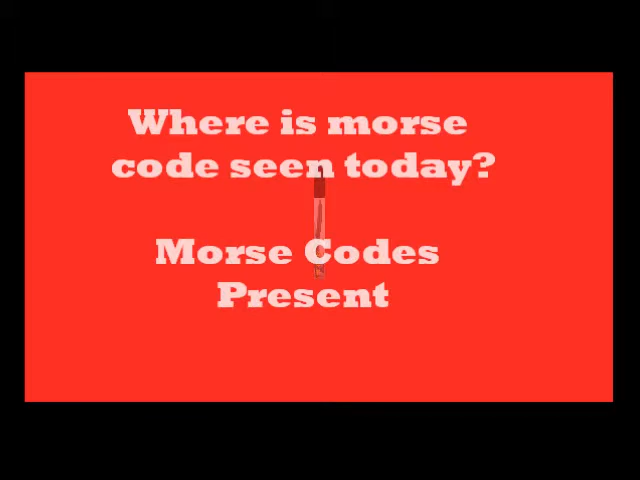 Where is morse
code seen today?
Morse Codes
Present